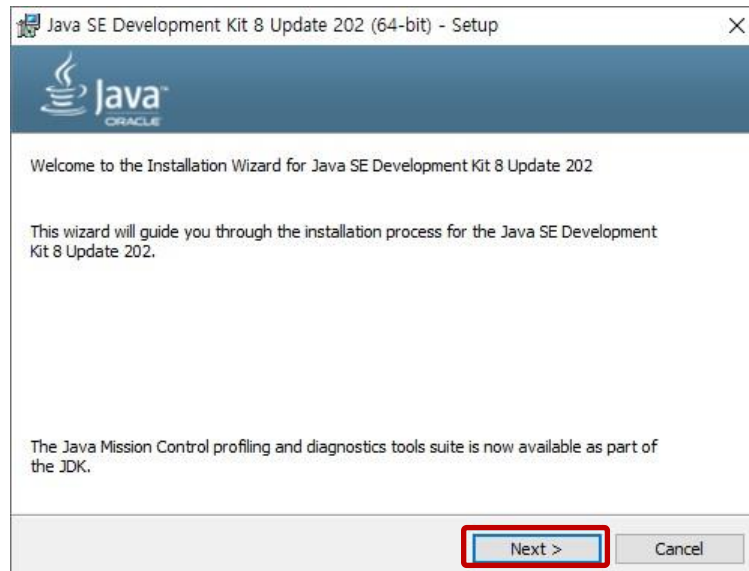 Java SE Development Kit 8 Update 202 (64-bit) - Setup
Java™
ORACLE
Welcome to the Installation Wizard for Java SE Development Kit 8 Update 202
This wizard will guide you through the installation process for the Java SE Development
Kit 8 Update 202.
The Java Mission Control profiling and diagnostics tools suite is now available as part of
the JDK.
Next >
Cancel